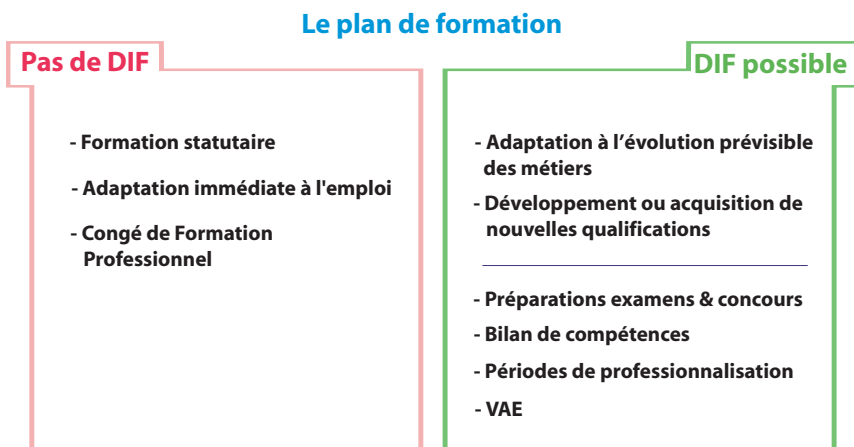 Le plan de formation
Pas de DIF
- Formation statutaire
- Adaptation immédiate à l'emploi
- Congé de Formation
Professionnel
DIF possible
- Adaptation à l’évolution prévisible
des métiers
- Développement ou acquisition de
nouvelles qualifications
- Préparations examens & concours
- Bilan de compétences
- Périodes de professionnalisation
- VAE